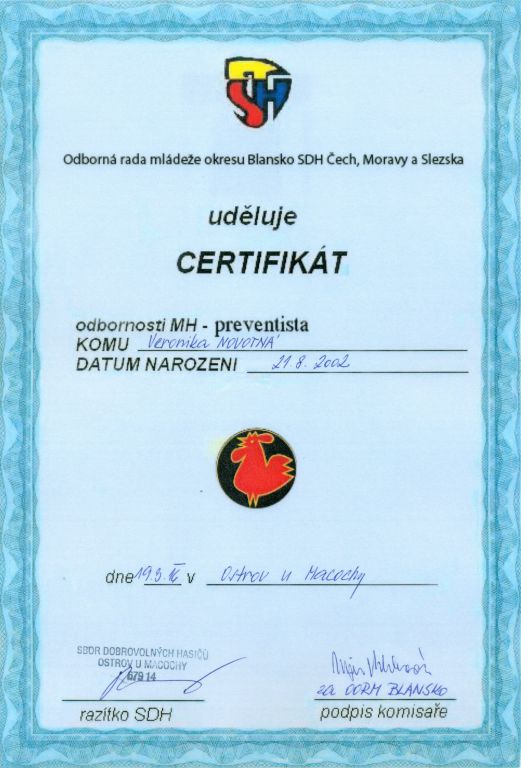 SH
Odborná rada mládeže okresu Blansko SDH Čech, Moravy a Slezska
uděluje
CERTIFIKÁT
odbornosti MH - preventista
KOMU Veronika NOVOTNÁ
DATUM NAROZENI 21.8. 2002
dne 19.3. v Ostrov u Macochy
SBOR DOBROVOLNÝCH HASIČŮ
OSTROV U MACOCHY
679 14
za OORM BLANSKO
razítko SDH podpis komisaře